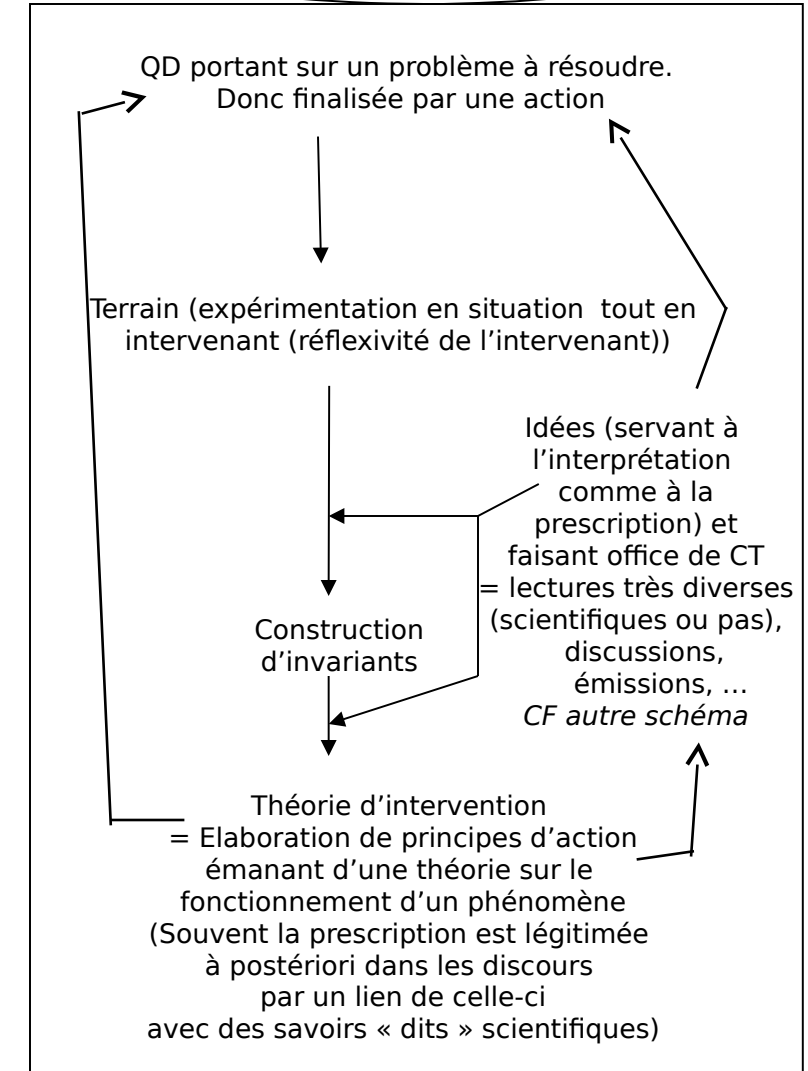 QD portant sur un problème à résoudre.
Donc finalisée par une action
Terrain (expérimentation en situation  tout en
intervenant (réflexivité de l’intervenant))
Idées (servant à
l’interprétation
comme à la
prescription) et
faisant office de CT
= lectures très diverses
(scientifiques ou pas),
discussions,
émissions, …
CF autre schéma
Construction
d’invariants
Théorie d’intervention
= Elaboration de principes d’action
émanant d’une théorie sur le
fonctionnement d’un phénomène
(Souvent la prescription est légitimée
à postériori dans les discours
par un lien de celle-ci
avec des savoirs « dits » scientifiques)